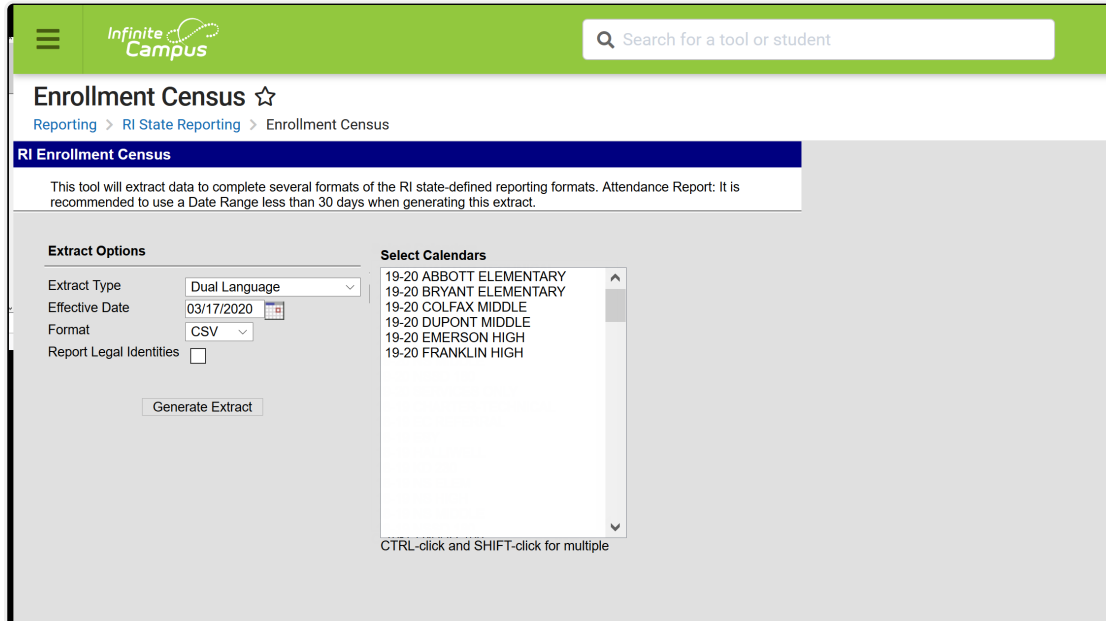 Infinite
Campus
Search for a tool or student
Enrollment Census
Reporting > RI State Reporting > Enrollment Census
RI Enrollment Census
This tool will extract data to complete several formats of the RI state-defined reporting formats. Attendance Report: It is
recommended to use a Date Range less than 30 days when generating this extract.
Extract Options
Extract Type Dual Language
Effective Date 03/17/2020
Format CSV
Report Legal Identities
Generate Extract
Select Calendars
19-20 ABBOTT ELEMENTARY
19-20 BRYANT ELEMENTARY
19-20 COLFAX MIDDLE
19-20 DUPONT MIDDLE
19-20 EMERSON HIGH
19-20 FRANKLIN HIGH
CTRL-click and SHIFT-click for multiple